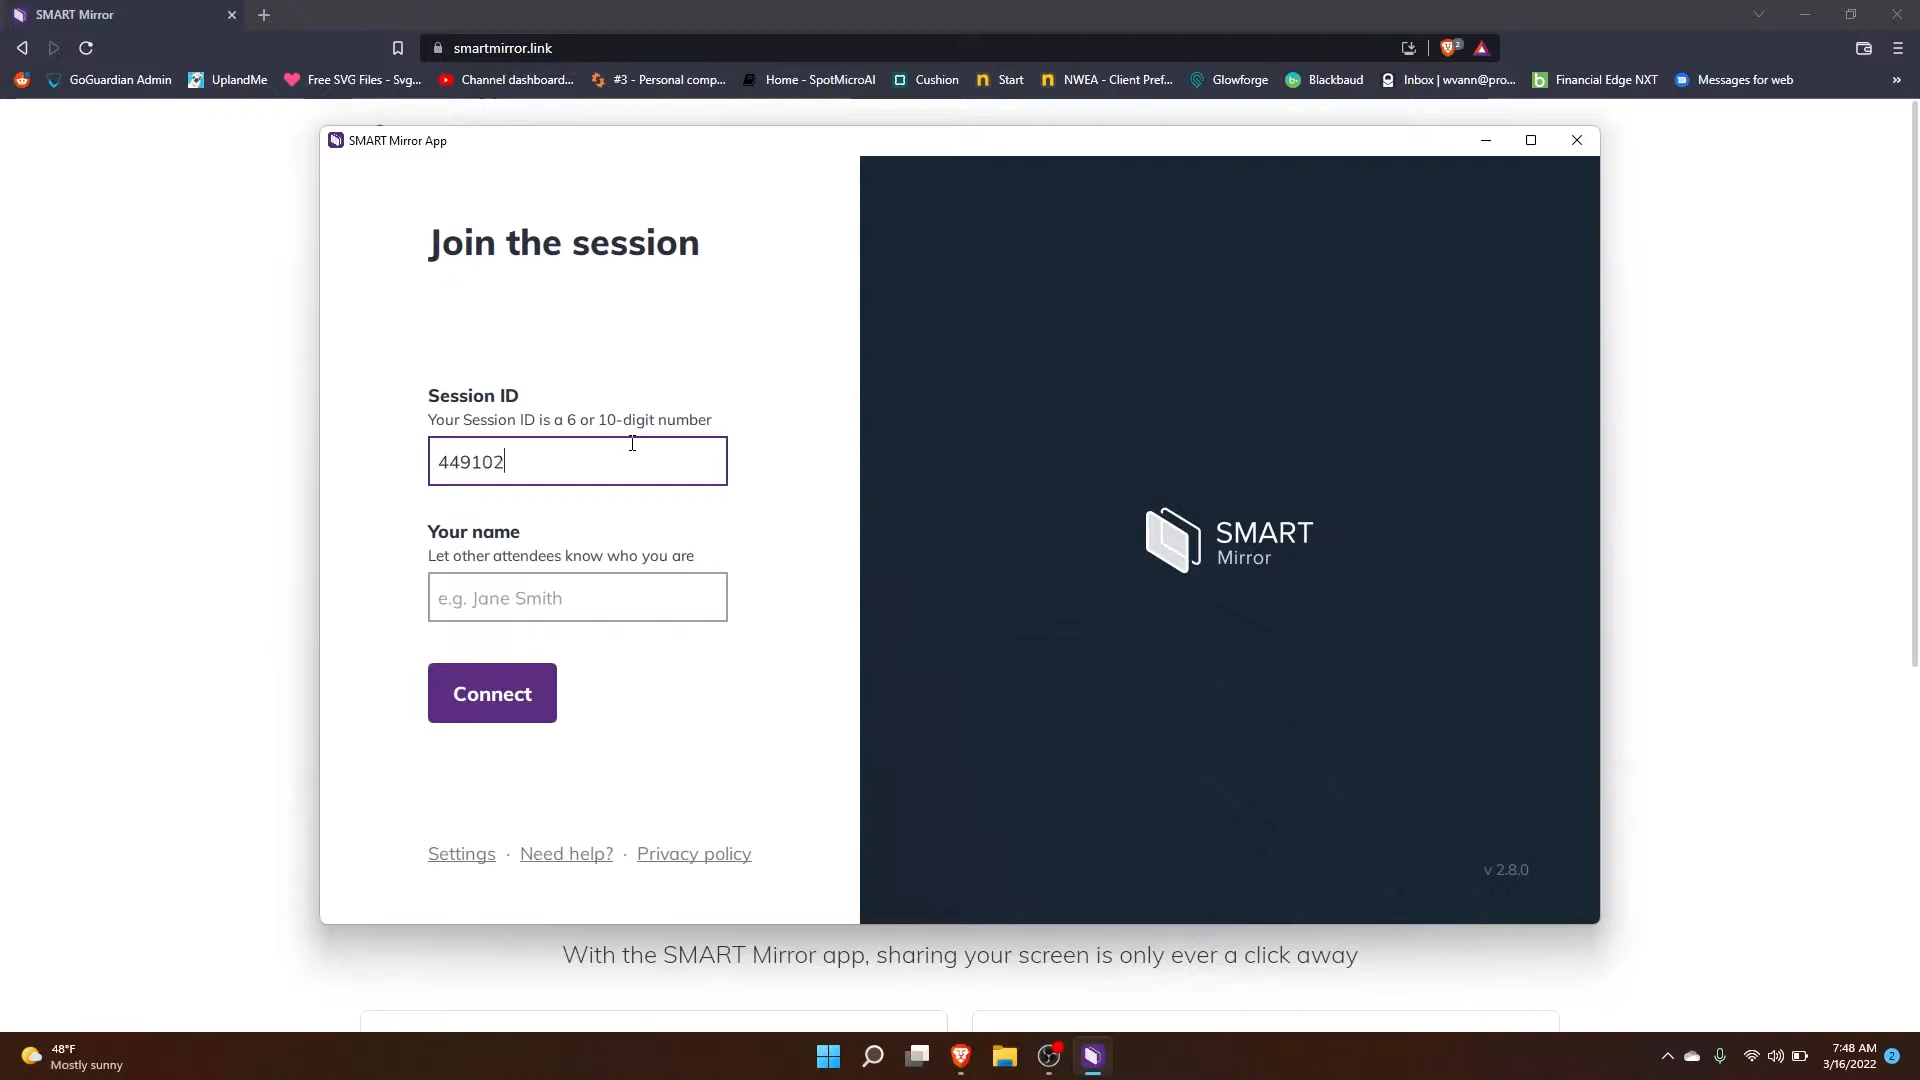 SMART Mirror
smartmirror.link
2
GoGuardian Admin
UplandMe
Free SVG Files - Svg...
Channel dashboard...
#3 - Personal comp...
Home - SpotMicroAI
Cushion
Start
NWEA - Client Pref...
Glowforge
Blackbaud
Inbox | wvann@pro...
Financial Edge NXT
Messages for web
SMART Mirror App
Join the session
Session ID
Your Session ID is a 6 or 10-digit number
449102
Your name
Let other attendees know who you are
e.g. Jane Smith
Connect
Settings · Need help? · Privacy policy
SMART
Mirror
v 2.8.0
With the SMART Mirror app, sharing your screen is only ever a click away
48°F
Mostly sunny
7:48 AM
3/16/2022
2